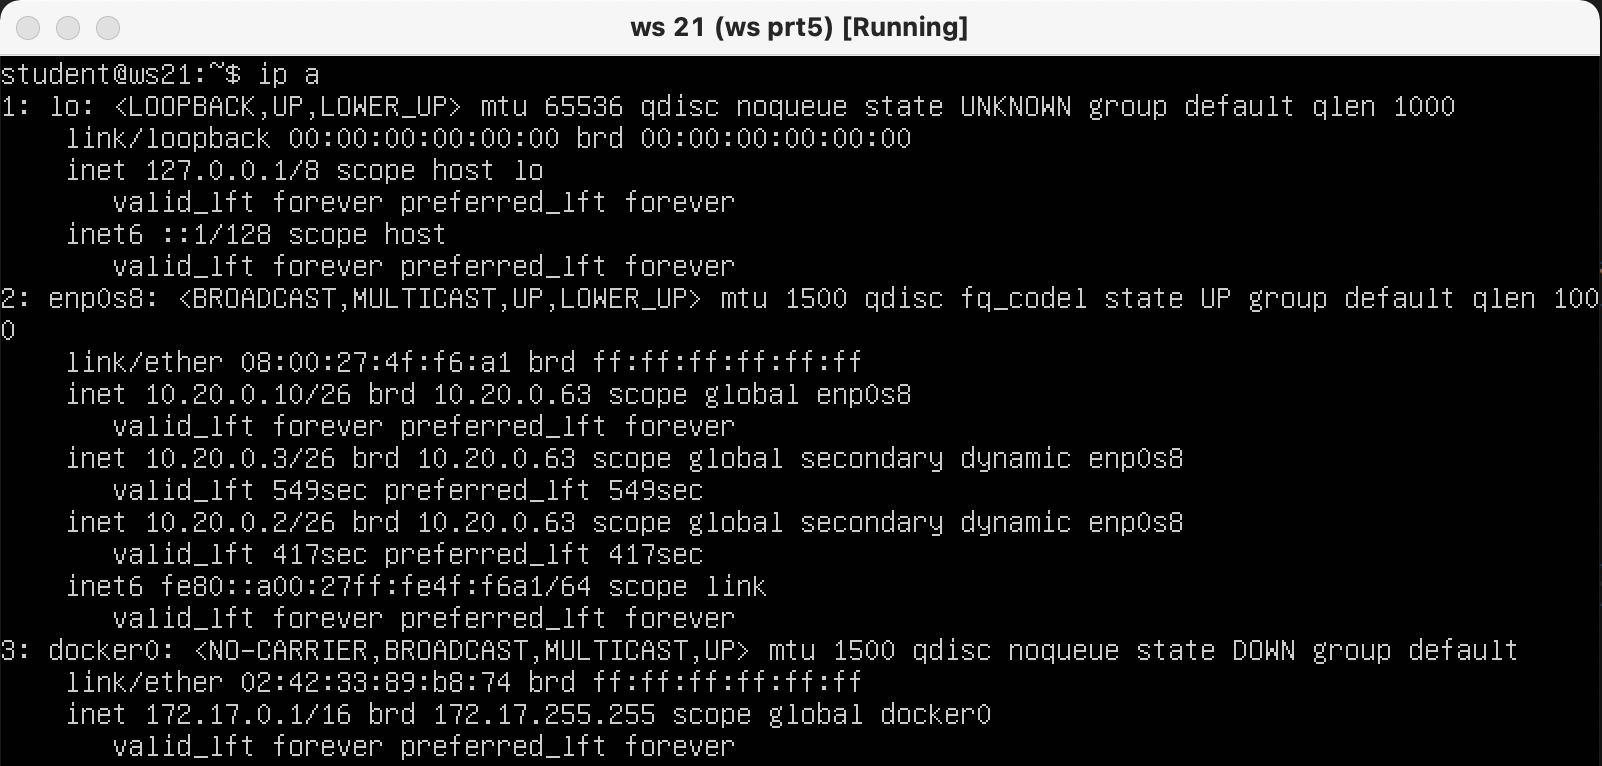 ws 21 (ws prt5) [Running]
student@ws21:~$ ip a
1: lo: <LOOPBACK,UP,LOWER_UP> mtu 65536 qdisc noqueue state UNKNOWN group default qlen 1000
    link/loopback 00:00:00:00:00:00 brd 00:00:00:00:00:00
    inet 127.0.0.1/8 scope host lo
       valid_lft forever preferred_lft forever
    inet6 ::1/128 scope host
       valid_lft forever preferred_lft forever
2: enp0s8: <BROADCAST,MULTICAST,UP,LOWER_UP> mtu 1500 qdisc fq_codel state UP group default qlen 100
0
    link/ether 08:00:27:4f:f6:a1 brd ff:ff:ff:ff:ff:ff
    inet 10.20.0.10/26 brd 10.20.0.63 scope global enp0s8
       valid_lft forever preferred_lft forever
    inet 10.20.0.3/26 brd 10.20.0.63 scope global secondary dynamic enp0s8
       valid_lft 549sec preferred_lft 549sec
    inet 10.20.0.2/26 brd 10.20.0.63 scope global secondary dynamic enp0s8
       valid_lft 417sec preferred_lft 417sec
    inet6 fe80::a00:27ff:fe4f:f6a1/64 scope link
       valid_lft forever preferred_lft forever
3: docker0: <NO-CARRIER,BROADCAST,MULTICAST,UP> mtu 1500 qdisc noqueue state DOWN group default
    link/ether 02:42:33:89:b8:74 brd ff:ff:ff:ff:ff:ff
    inet 172.17.0.1/16 brd 172.17.255.255 scope global docker0
       valid_lft forever preferred_lft forever